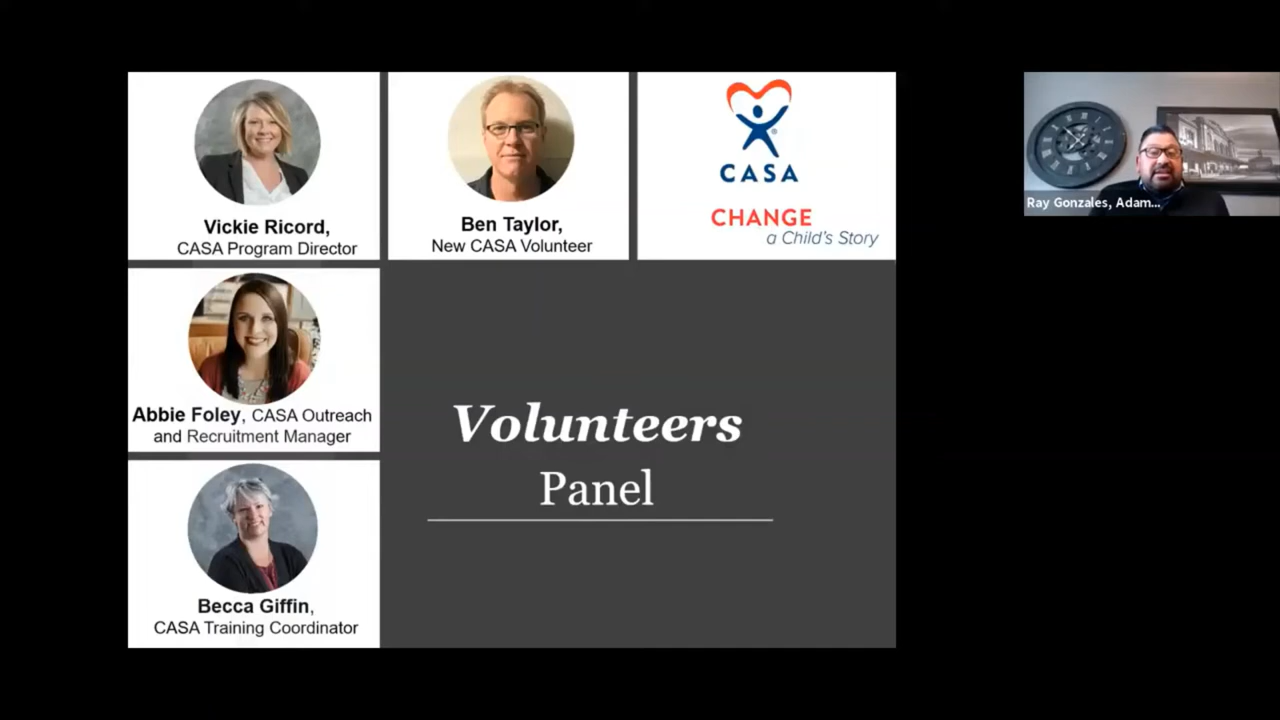 Vickie Ricord,
CASA Program Director
Ben Taylor,
New CASA Volunteer
CASA
CHANGE
a Child's Story
Ray Gonzales, Adam...
Abbie Foley, CASA Outreach
and Recruitment Manager
Volunteers
Panel
Becca Giffin,
CASA Training Coordinator